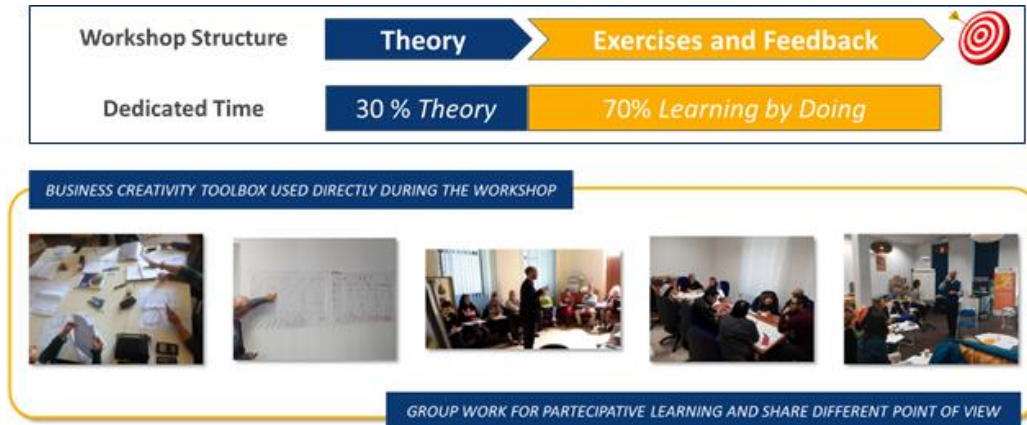 Workshop Structure
Theory
Exercises and Feedback
Dedicated Time
30 % Theory
70% Learning by Doing
BUSINESS CREATIVITY TOOLBOX USED DIRECTLY DURING THE WORKSHOP
GROUP WORK FOR PARTECIPATIVE LEARNING AND SHARE DIFFERENT POINT OF VIEW